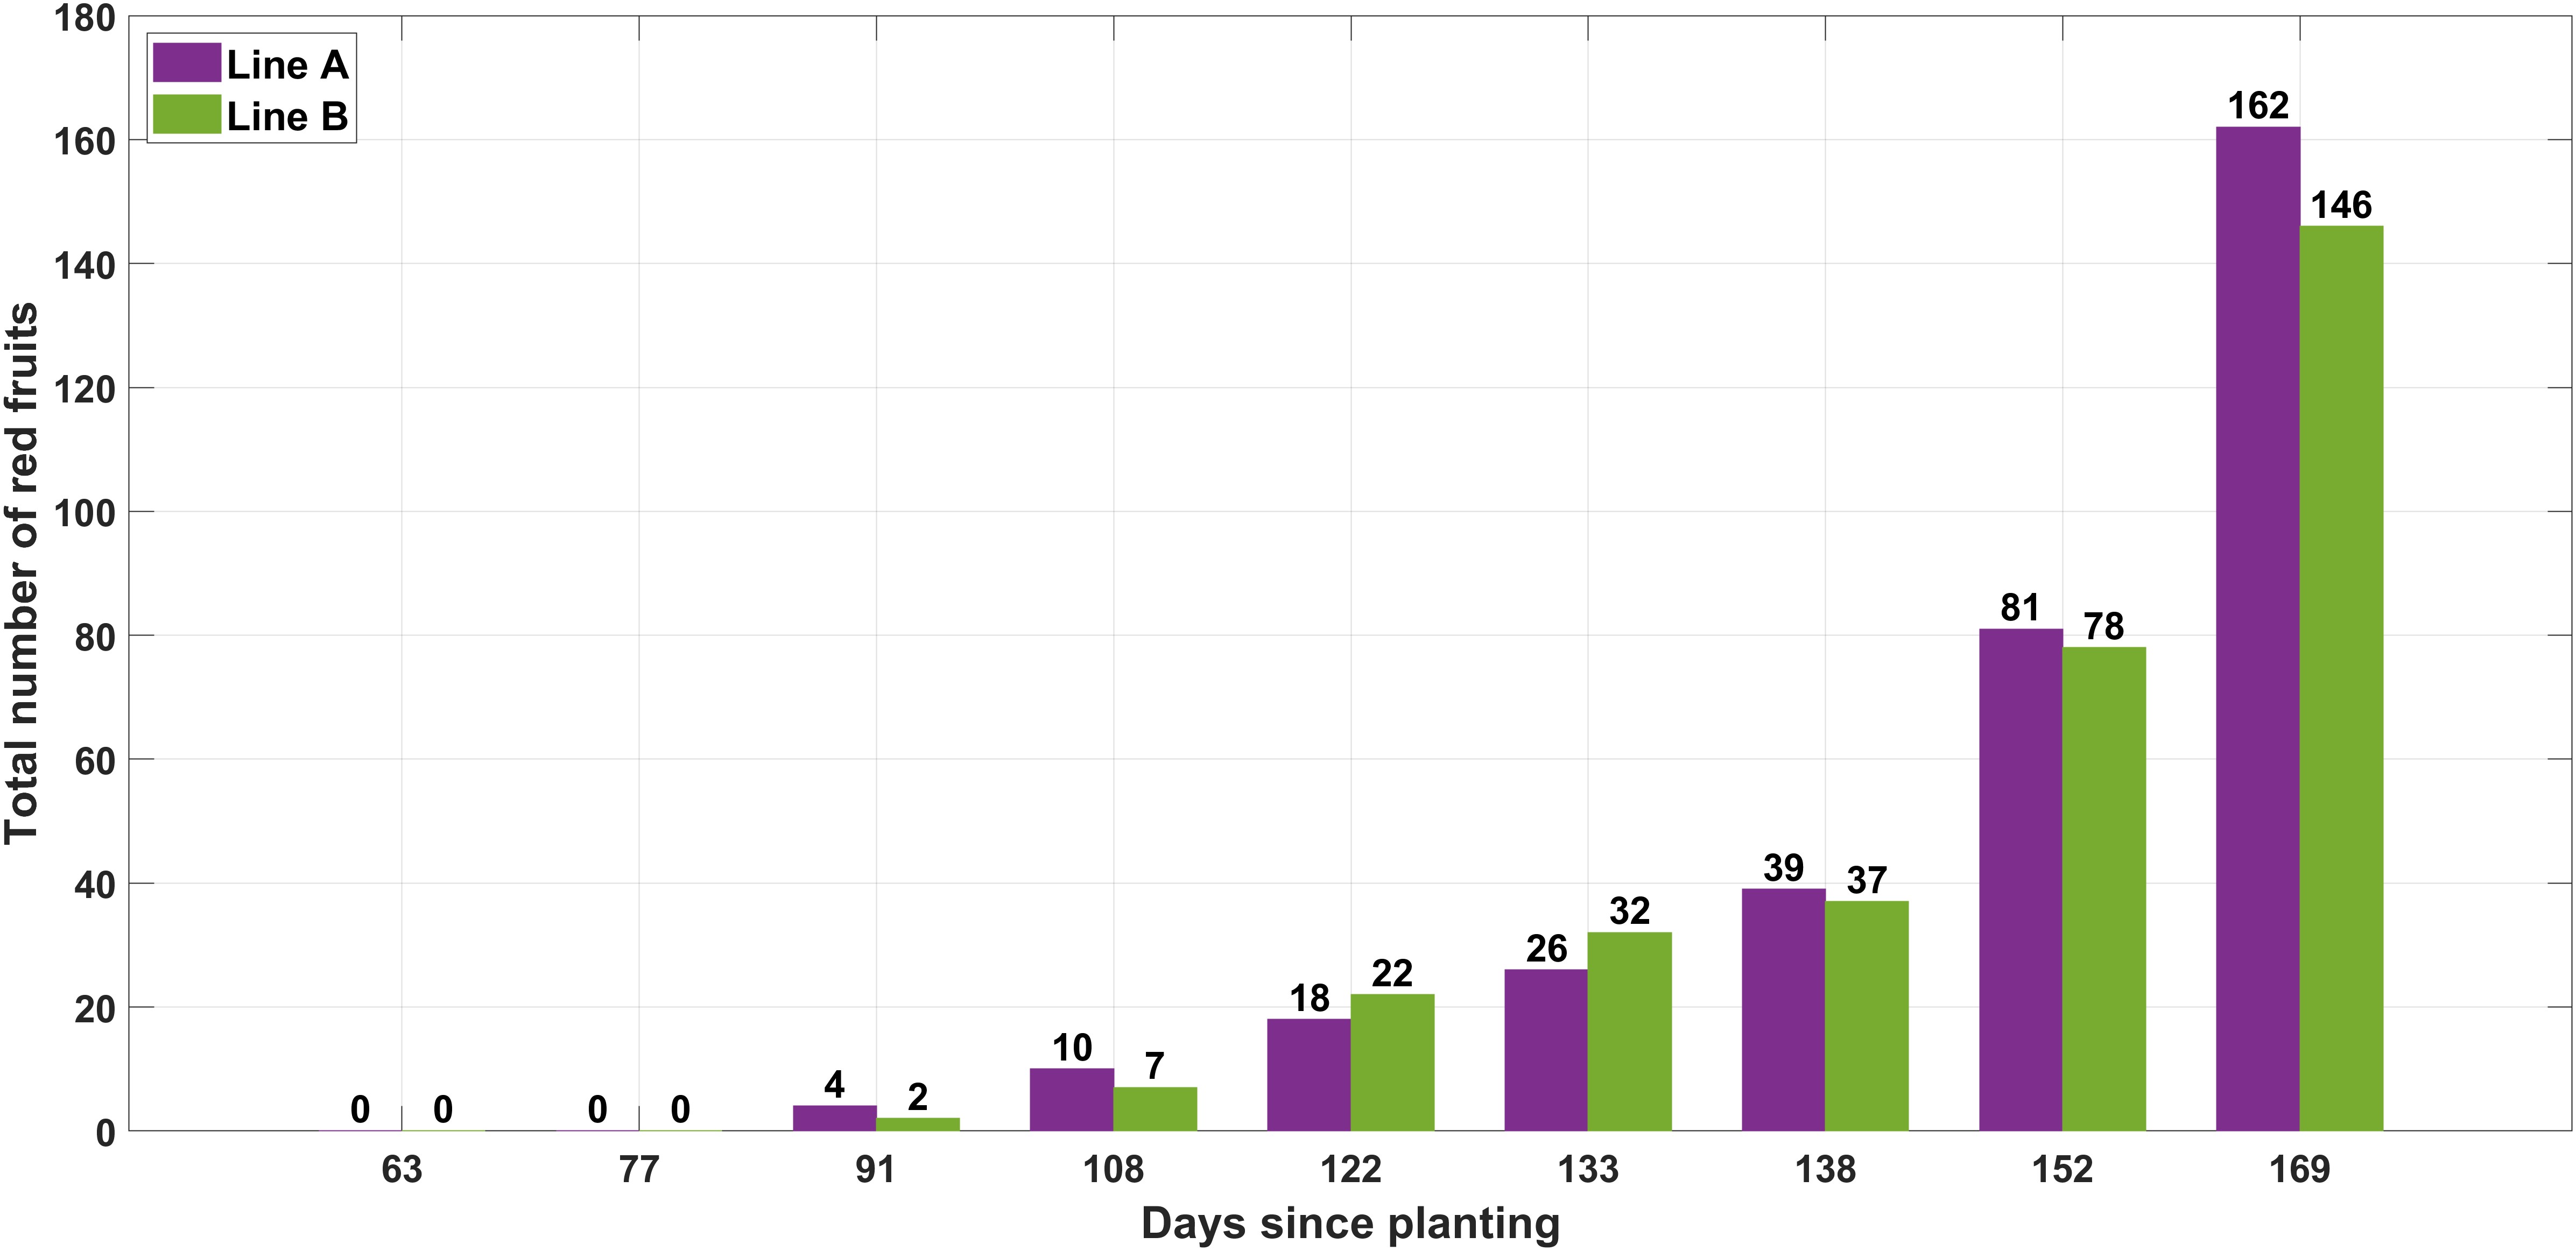 180
160
140
120
100
80
60
40
20
0
Total number of red fruits
Line A
Line B
0 0 0 0 4 2 10 7 18 22 26 32 39 37 81 78 162 146
63 77 91 108 122 133 138 152 169
Days since planting